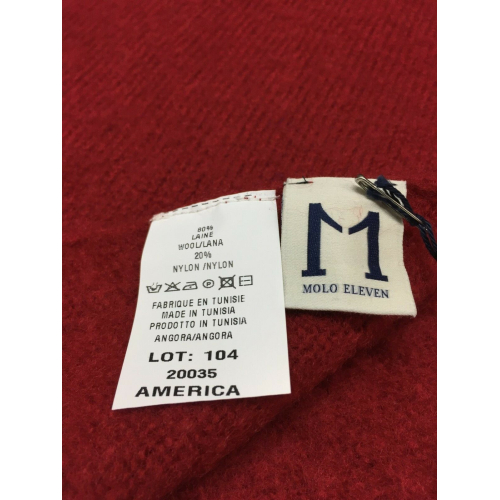 80%
LAINE
WOOL/LANA
20%
NYLON /NYLON
FABRIQUE EN TUNISIE
MADE IN TUNISIA
PRODOTTO IN TUNISIA
ANGORA/ANGORA
LOT: 104
20035
AMERICA
M
MOLO ELEVEN